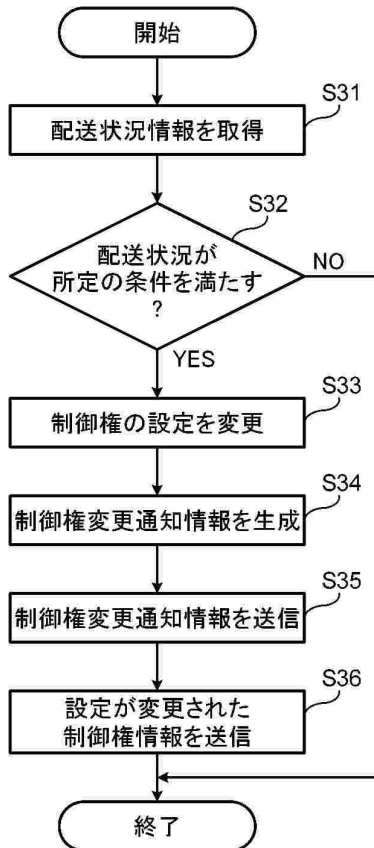 開始
S31
配送状況情報を取得
S32
配送状況が
所定の条件を満たす
?
NO
YES
S33
制御権の設定を変更
S34
制御権変更通知情報を生成
S35
制御権変更通知情報を送信
S36
設定が変更された
制御権情報を送信
終了